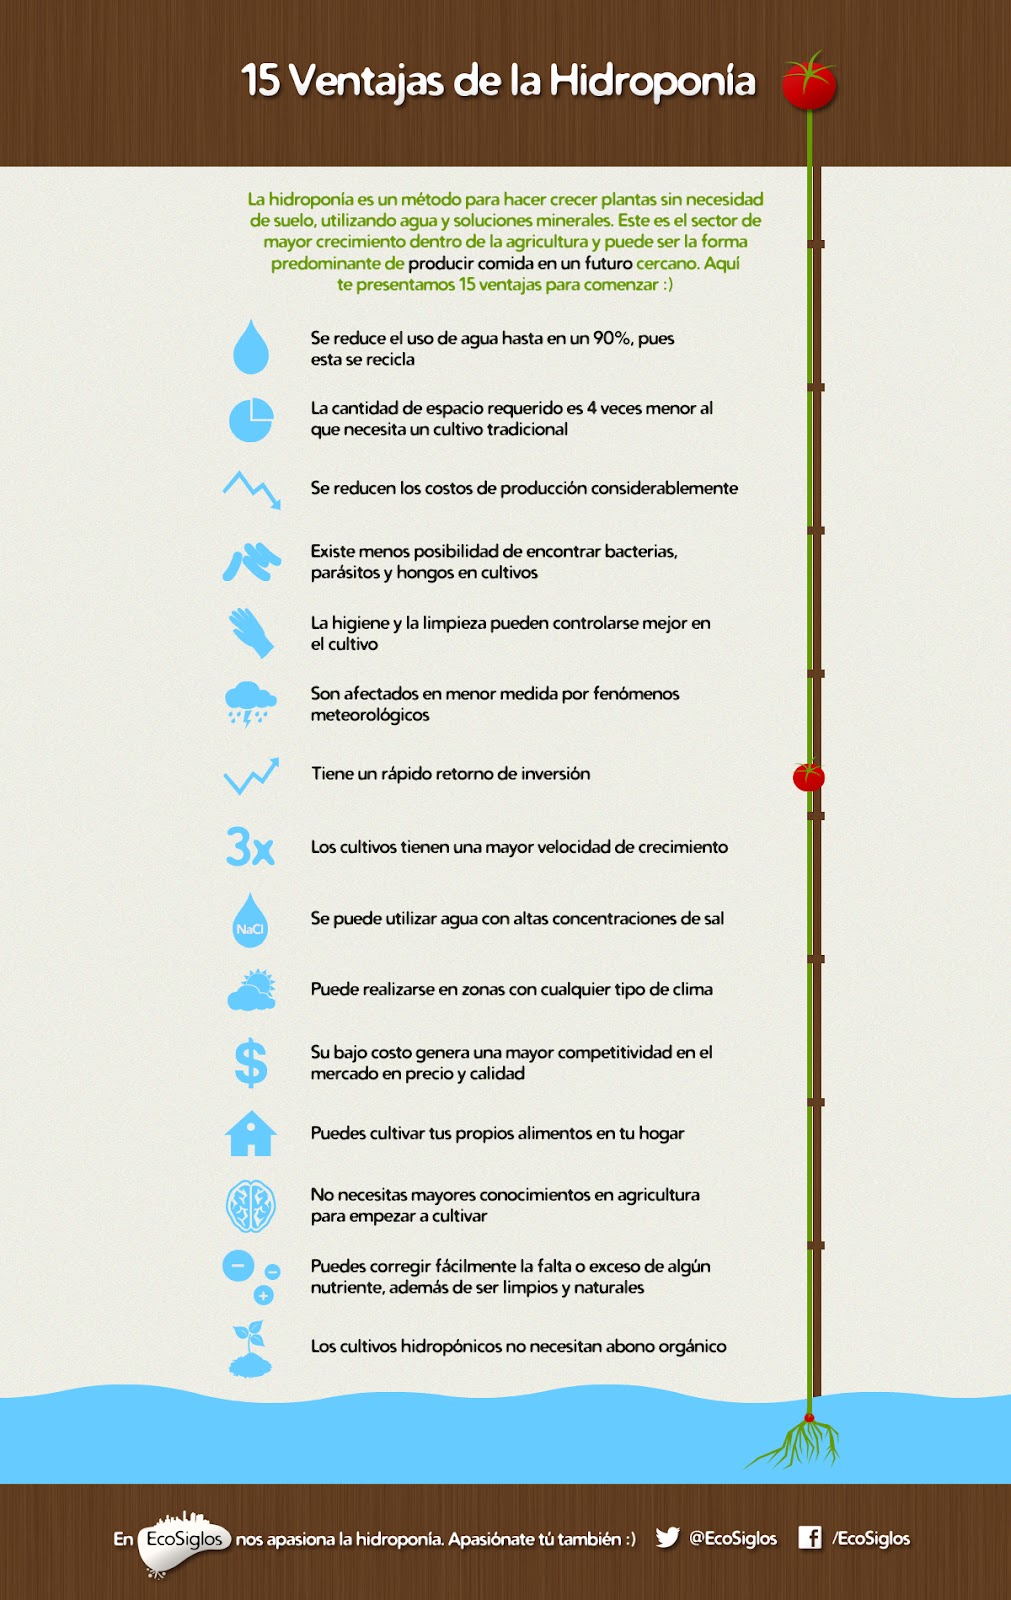 15 Ventajas de la Hidroponía
La hidroponía es un método para hacer crecer plantas sin necesidad
de suelo, utilizando agua y soluciones minerales. Este es el sector de
mayor crecimiento dentro de la agricultura y puede ser la forma
predominante de producir comida en un futuro cercano. Aquí
te presentamos 15 ventajas para comenzar :)
Se reduce el uso de agua hasta en un 90%, pues
esta se recicla
La cantidad de espacio requerido es 4 veces menor al
que necesita un cultivo tradicional
Se reducen los costos de producción considerablemente
Existe menos posibilidad de encontrar bacterias,
parásitos y hongos en cultivos
La higiene y la limpieza pueden controlarse mejor en
el cultivo
Son afectados en menor medida por fenómenos
meteorológicos
Tiene un rápido retorno de inversión
3x
Los cultivos tienen una mayor velocidad de crecimiento
NaCl
Se puede utilizar agua con altas concentraciones de sal
Puede realizarse en zonas con cualquier tipo de clima
$
Su bajo costo genera una mayor competitividad en el
mercado en precio y calidad
Puedes cultivar tus propios alimentos en tu hogar
No necesitas mayores conocimientos en agricultura
para empezar a cultivar
Puedes corregir fácilmente la falta o exceso de algún
nutriente, además de ser limpios y naturales
Los cultivos hidropónicos no necesitan abono orgánico
En EcoSiglos nos apasiona la hidroponía. Apasiónate tú también :) @EcoSiglos f /EcoSiglos